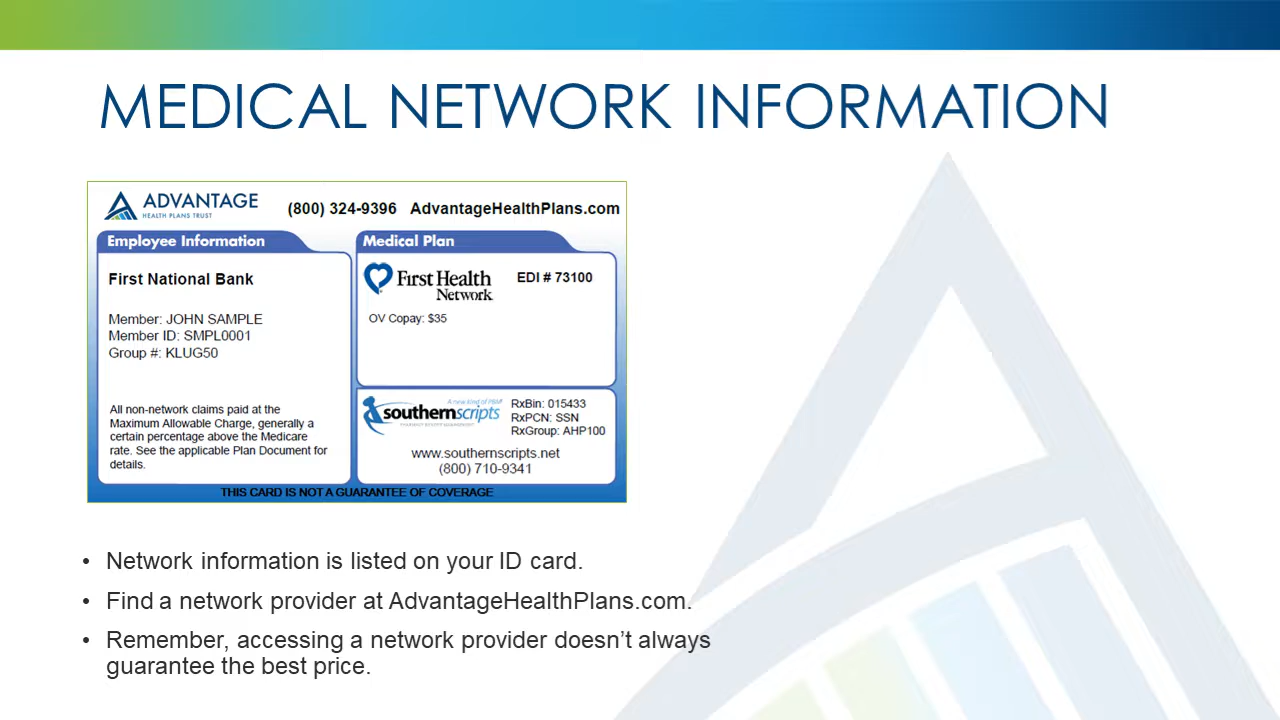 MEDICAL NETWORK INFORMATION
ADVANTAGE
HEALTH PLANS TRUST
(800) 324-9396 AdvantageHealthPlans.com
Employee Information
First National Bank
Member: JOHN SAMPLE
Member ID: SMPL0001
Group #: KLUG50
All non-network claims paid at the
Maximum Allowable Charge, generally a
certain percentage above the Medicare
rate. See the applicable Plan Document for
details.
Medical Plan
First Health
Network
EDI # 73100
OV Copay: $35
A new kind of PBM
southernscripts
PHARMACY BENEFIT MANAGEMENT
RxBin: 015433
RxPCN: SSN
RxGroup: AHP100
www.southernscripts.net
(800) 710-9341
THIS CARD IS NOT A GUARANTEE OF COVERAGE
• Network information is listed on your ID card.
• Find a network provider at AdvantageHealthPlans.com.
• Remember, accessing a network provider doesn’t always
guarantee the best price.